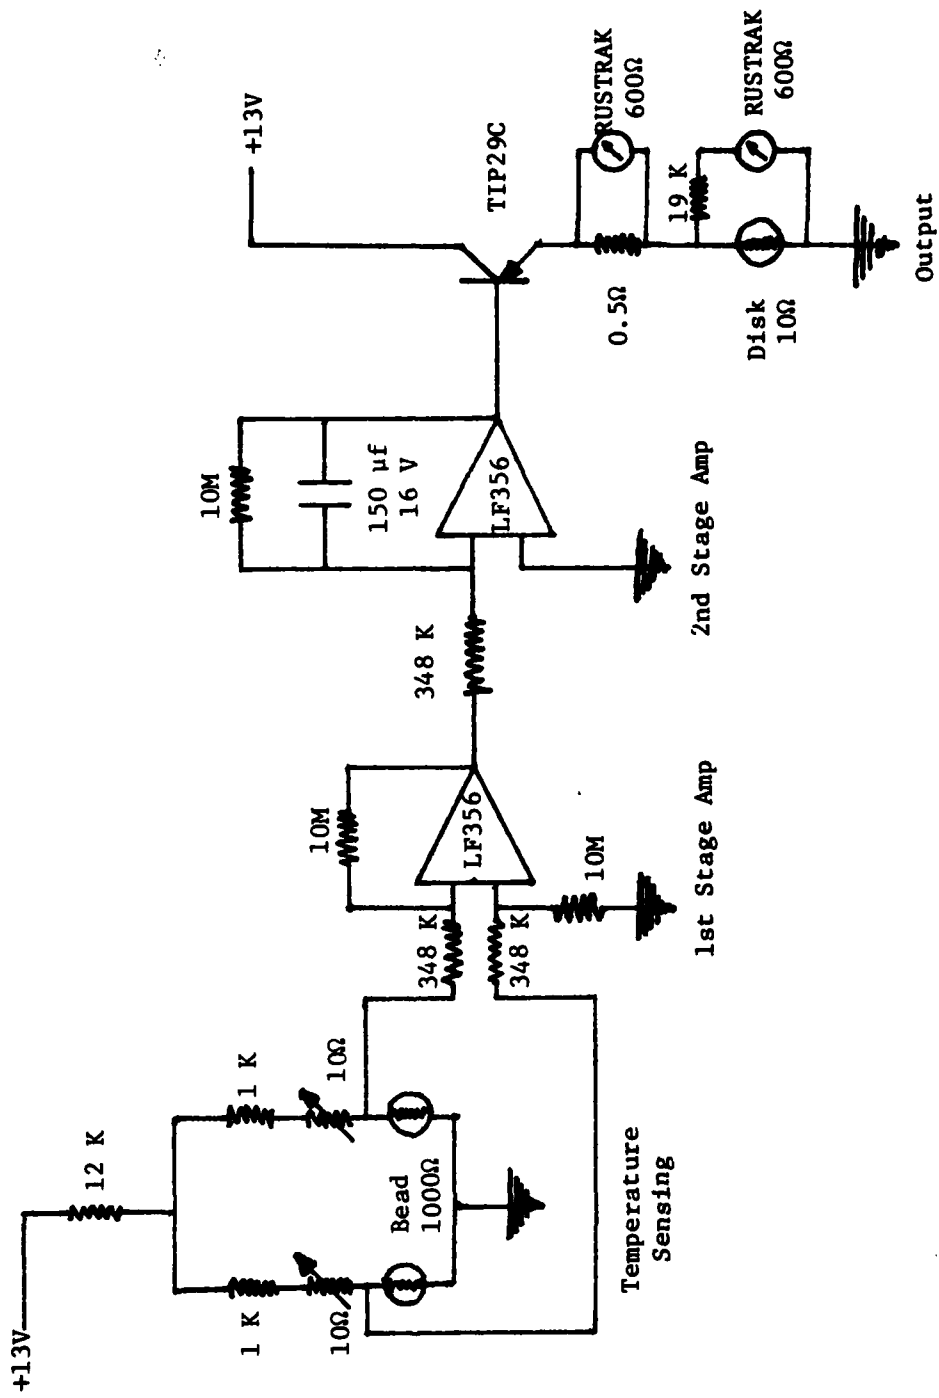 +13V
12 K
1 K
1 K
10Ω
10Ω
Bead
1000Ω
Temperature
Sensing
348 K
348 K
10M
LF356
10M
1st Stage Amp
348 K
10M
150 µf
16 V
LF356
2nd Stage Amp
+13V
TIP29C
0.5Ω
RUSTRAK
600Ω
19 K
Disk
10Ω
RUSTRAK
600Ω
Output